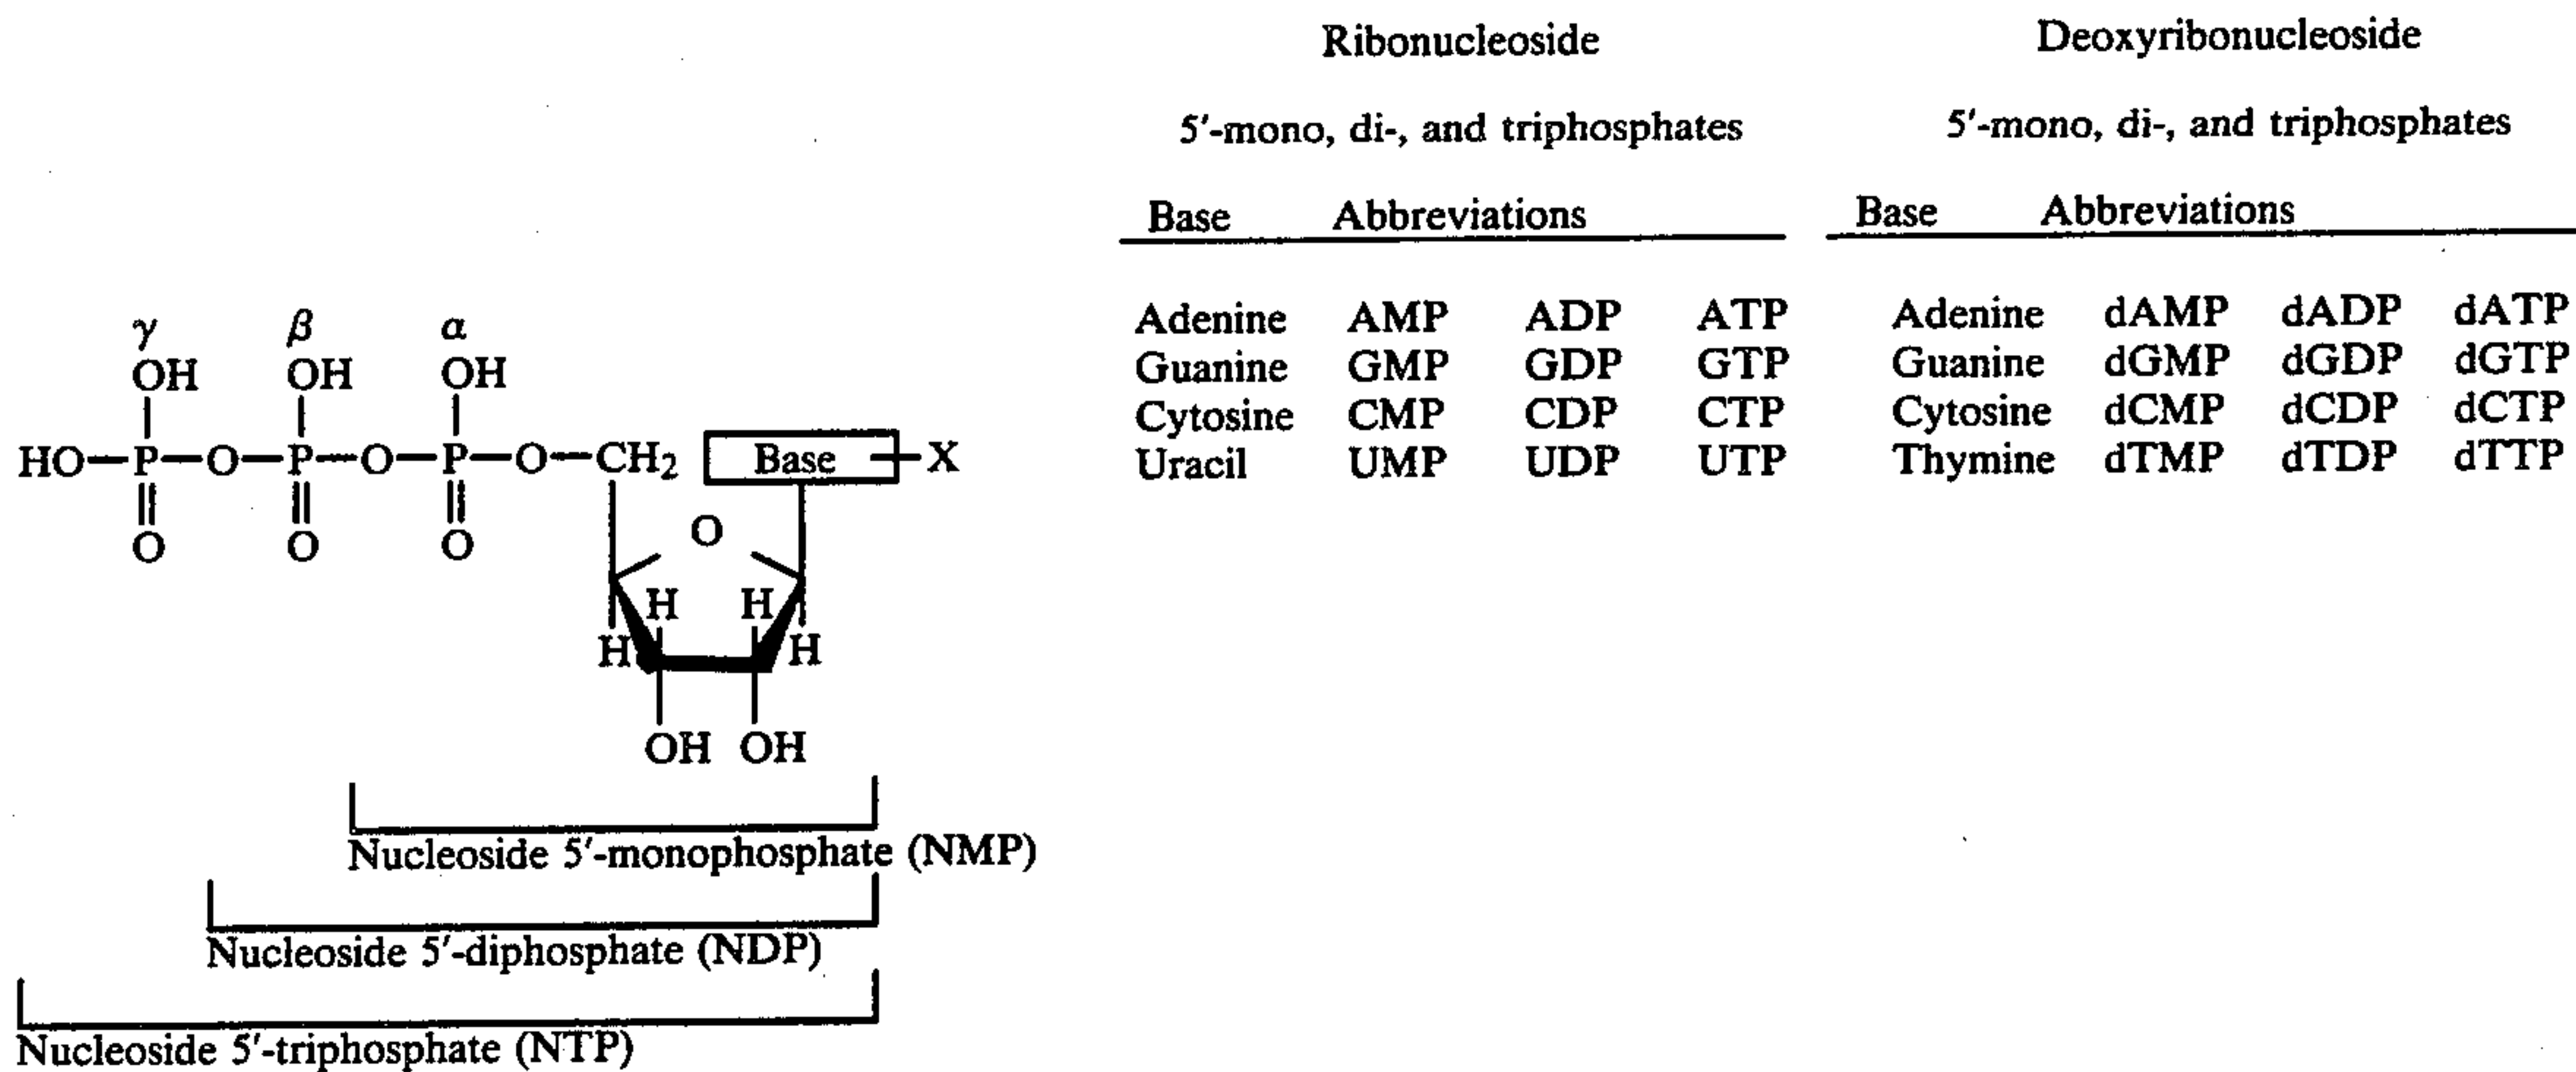 Ribonucleoside
5′-mono, di-, and triphosphates
Base Abbreviations
Adenine AMP ADP ATP
Guanine GMP GDP GTP
Cytosine CMP CDP CTP
Uracil UMP UDP UTP
Deoxyribonucleoside
5′-mono, di-, and triphosphates
Base Abbreviations
Adenine dAMP dADP dATP
Guanine dGMP dGDP dGTP
Cytosine dCMP dCDP dCTP
Thymine dTMP dTDP dTTP
γ β α
OH OH OH
HO—P—O—P—O—P—O—CH₂ Base X
O O O
O
H H
H H
OH OH
Nucleoside 5′-monophosphate (NMP)
Nucleoside 5′-diphosphate (NDP)
Nucleoside 5′-triphosphate (NTP)